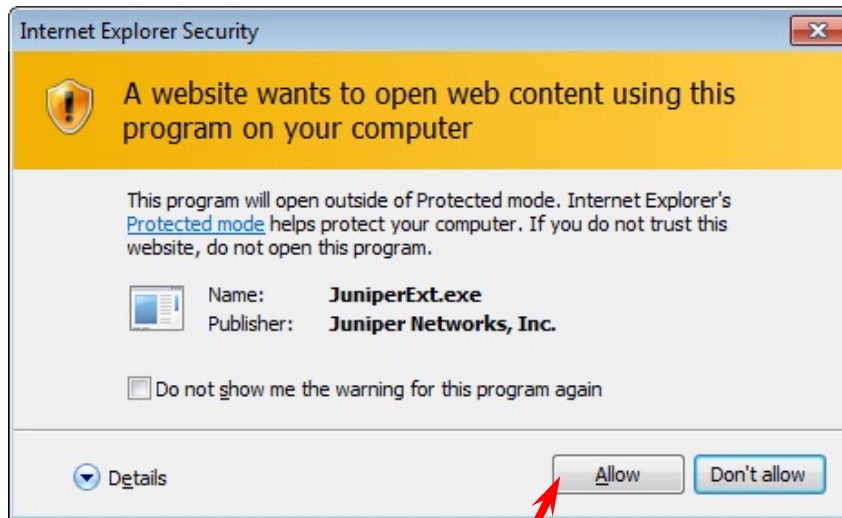 Internet Explorer Security
A website wants to open web content using this
program on your computer
This program will open outside of Protected mode. Internet Explorer's
Protected mode helps protect your computer. If you do not trust this
website, do not open this program.
Name: JuniperExt.exe
Publisher: Juniper Networks, Inc.
Do not show me the warning for this program again
Details Allow Don't allow